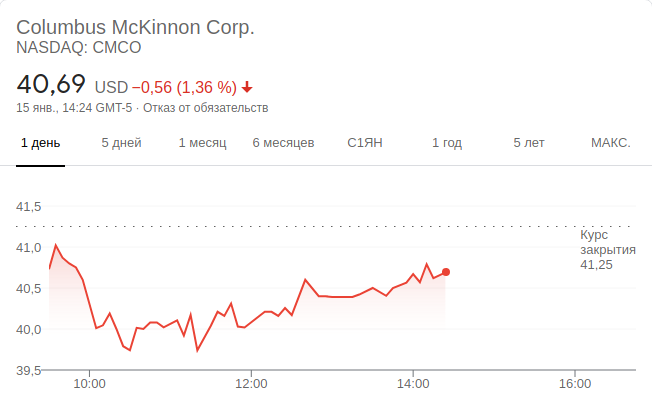 Columbus McKinnon Corp.
NASDAQ: CMCO
40,69 USD −0,56 (1,36 %)
15 янв., 14:24 GMT-5 · Отказ от обязательств
1 день 5 дней 1 месяц 6 месяцев С1ЯН 1 год 5 лет МАКС.
41,5
Курс
закрытия
41,25
41,0
40,5
40,0
39,5
10:00 12:00 14:00 16:00